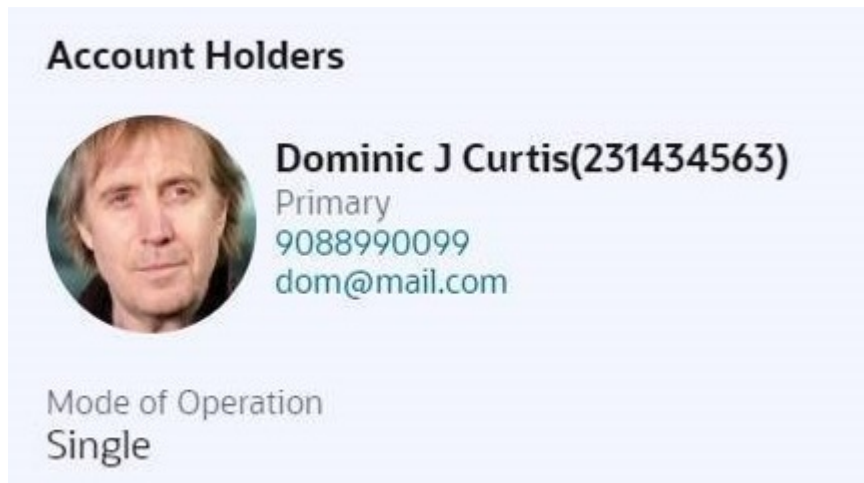 Account Holders
Dominic J Curtis(231434563)
Primary
9088990099
dom@mail.com
Mode of Operation
Single